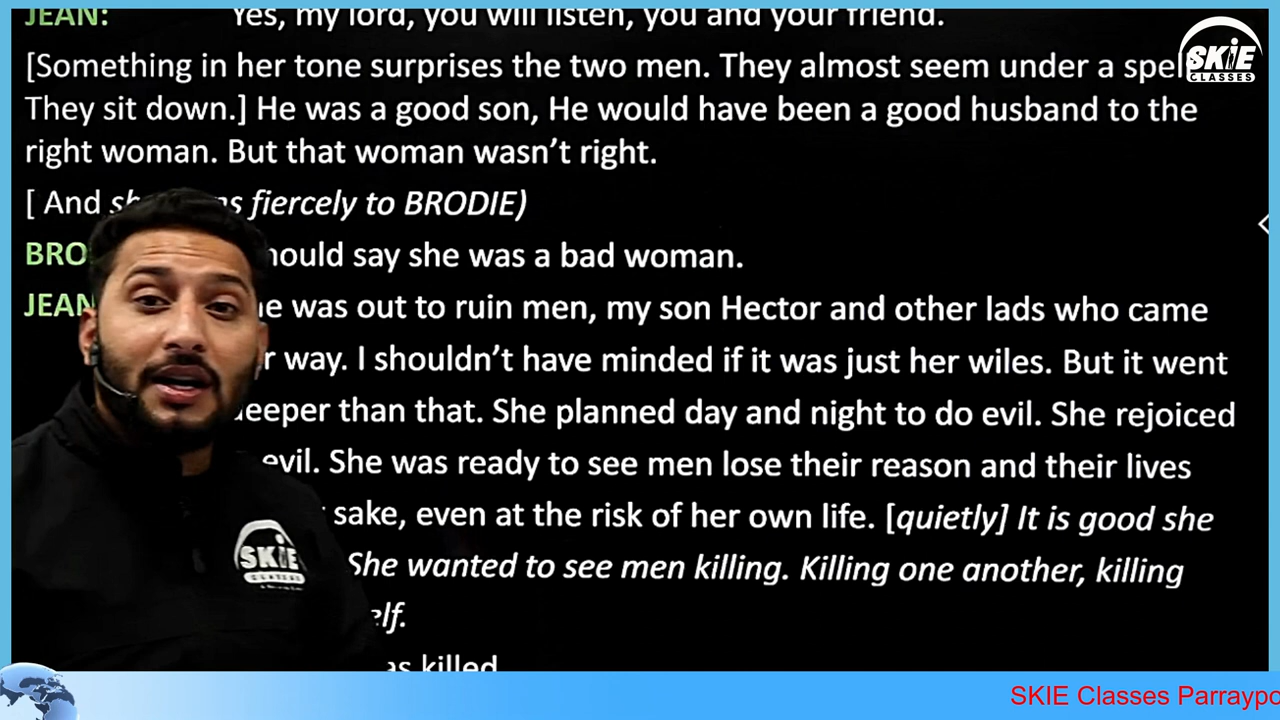 JEAN: Yes, my lord, you will listen, you and your friend.
SKIE
CLASSES
[Something in her tone surprises the two men. They almost seem under a
They sit down.] He was a good son, He would have been a good husband to the
right woman. But that woman wasn't right.
[ And fiercely to BRODIE)
say she was a bad woman.
JEAN was out to ruin men, my son Hector and other lads who came
way. I shouldn't have minded if it was just her wiles. But it went
deeper than that. She planned day and night to do evil. She rejoiced
evil. She was ready to see men lose their reason and their lives
sake, even at the risk of her own life. [quietly] It is good she
She wanted to see men killing. Killing one another, killing
killed
SKIE
CLASSES
SKIE Classes